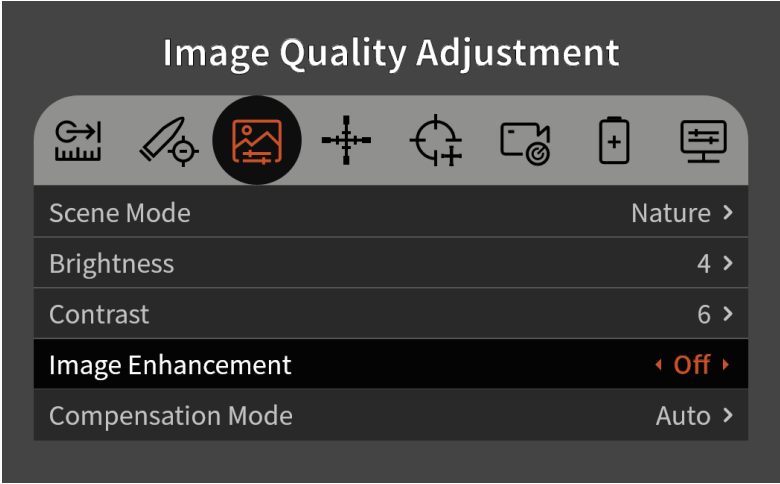 Image Quality Adjustment
Scene Mode Nature
Brightness 4
Contrast 6
Image Enhancement Off
Compensation Mode Auto